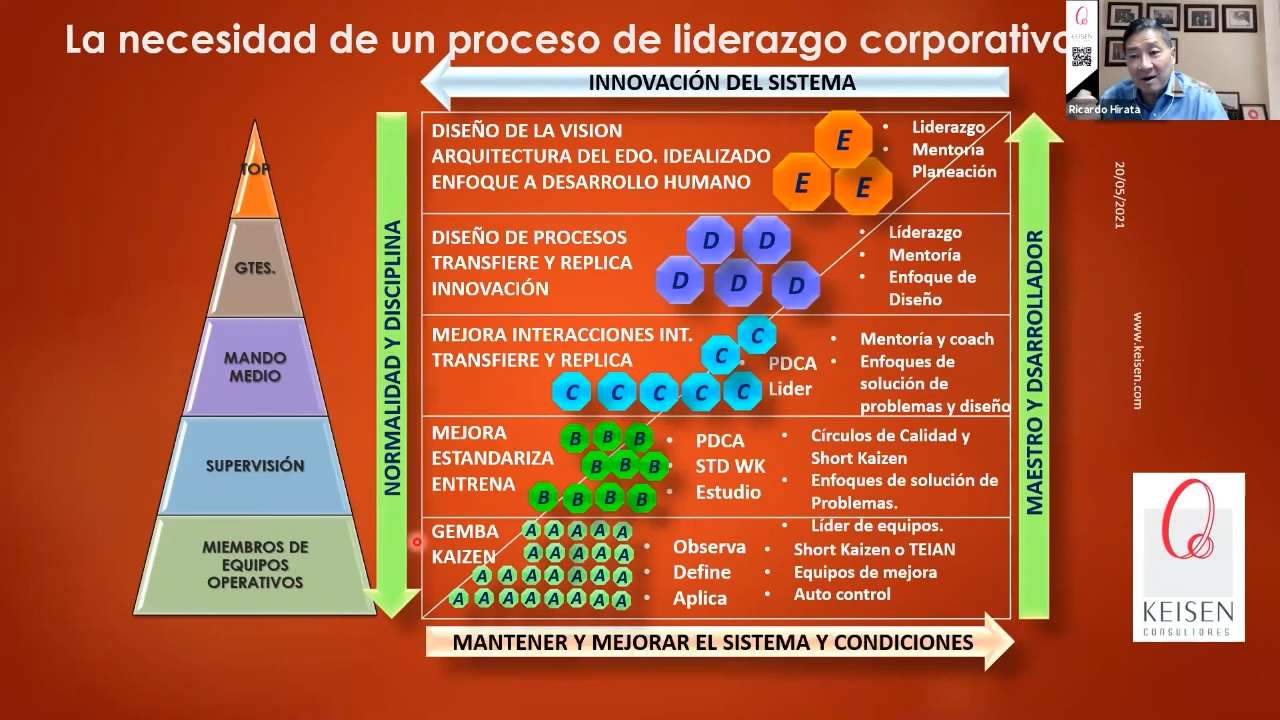 La necesidad de un proceso de liderazgo corporativo
KEISEN
Ricardo Hirata
INNOVACIÓN DEL SISTEMA
TOP
GTES.
MANDO
MEDIO
SUPERVISIÓN
MIEMBROS DE
EQUIPOS
OPERATIVOS
NORMALIDAD Y DISCIPLINA
DISEÑO DE LA VISION
ARQUITECTURA DEL EDO. IDEALIZADO
ENFOQUE A DESARROLLO HUMANO
E
E E
• Liderazgo
• Mentoría
Planeación
DISEÑO DE PROCESOS
TRANSFIERE Y REPLICA
INNOVACIÓN
D D
D D D
• Líderazgo
• Mentoría
• Enfoque de
Diseño
MEJORA INTERACCIONES INT.
TRANSFIERE Y REPLICA
C
C
C C C C C
• PDCA
Lider
• Mentoría y coach
• Enfoques de
solución de
problemas y diseño
MEJORA
ESTANDARIZA
ENTRENA
B B B
B B B
B B B B
• PDCA
• STD WK
• Estudio
• Círculos de Calidad y
Short Kaizen
• Enfoques de solución de
Problemas.
• Líder de equipos.
GEMBA
KAIZEN
A A A A A
A A A A A
A A A A A A A
A A A A A A A A
• Observa
• Define
• Aplica
• Short Kaizen o TEIAN
• Equipos de mejora
• Auto control
MAESTRO Y DSARROLLADOR
MANTENER Y MEJORAR EL SISTEMA Y CONDICIONES
20/05/2021
www.keisen.com
KEISEN
CONSULTORES